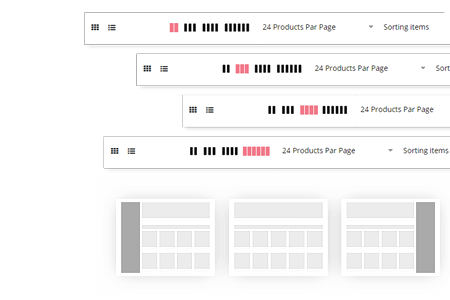 24 Products Par Page Sorting items
24 Products Par Page Sort
24 Products Par Page
24 Products Par Page Sorting items